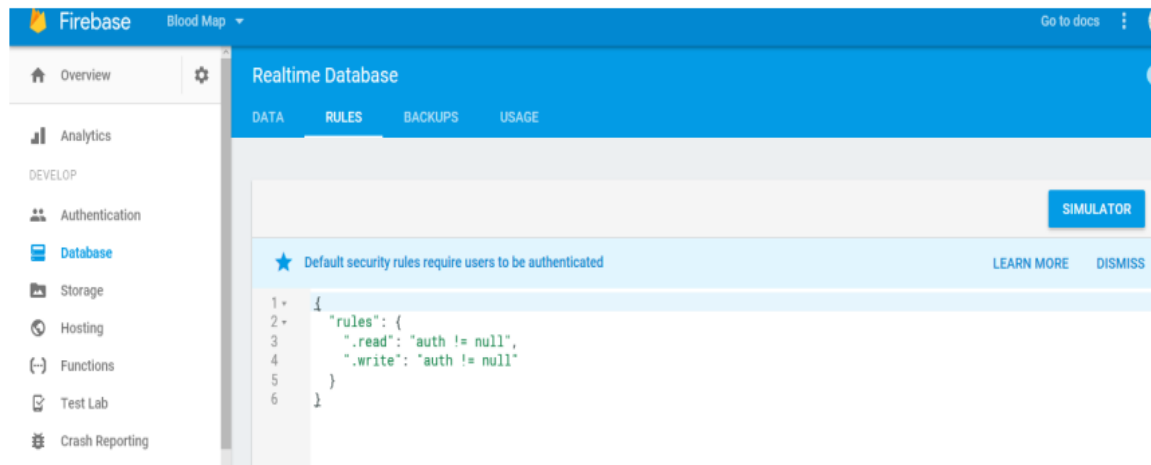 Firebase Blood Map Go to docs
Overview
Realtime Database
DATA RULES BACKUPS USAGE
Analytics
DEVELOP
Authentication
SIMULATOR
Database
Default security rules require users to be authenticated LEARN MORE DISMISS
Storage
Hosting
Functions
Test Lab
Crash Reporting
1 {
2 "rules": {
3 ".read": "auth != null",
4 ".write": "auth != null"
5 }
6 }